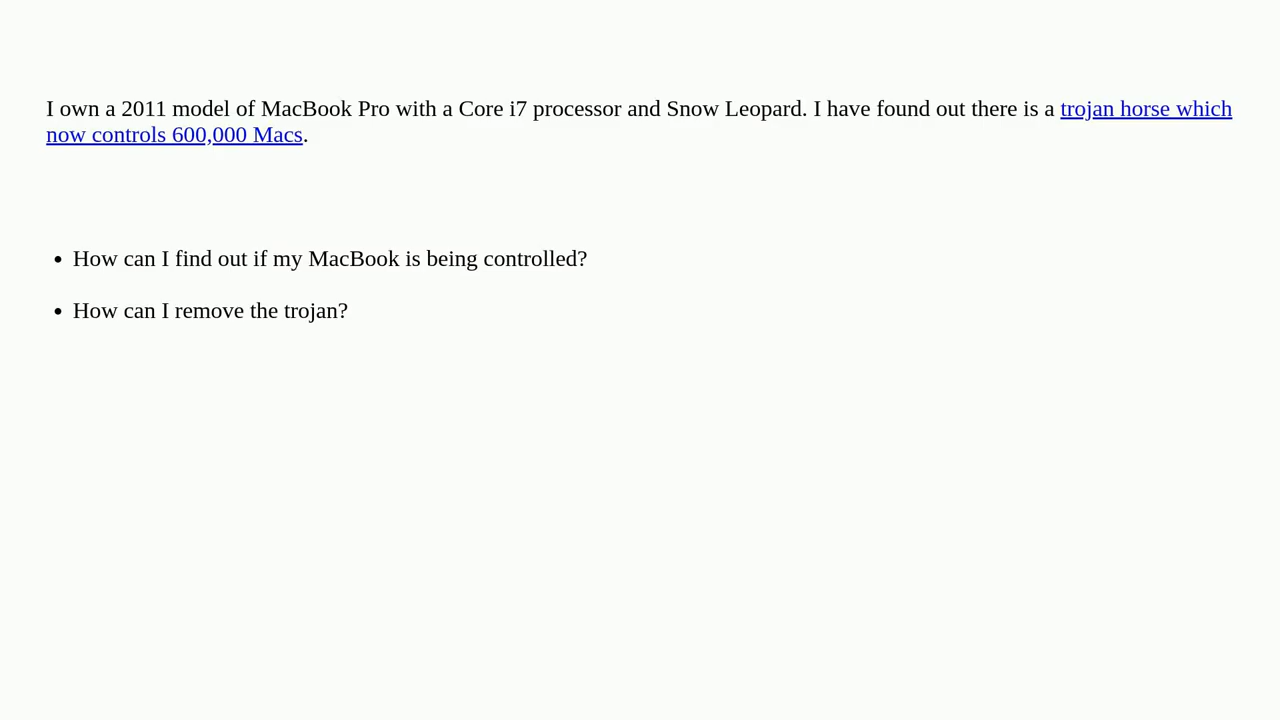 I own a 2011 model of MacBook Pro with a Core i7 processor and Snow Leopard. I have found out there is a trojan horse which
now controls 600,000 Macs.
• How can I find out if my MacBook is being controlled?
• How can I remove the trojan?